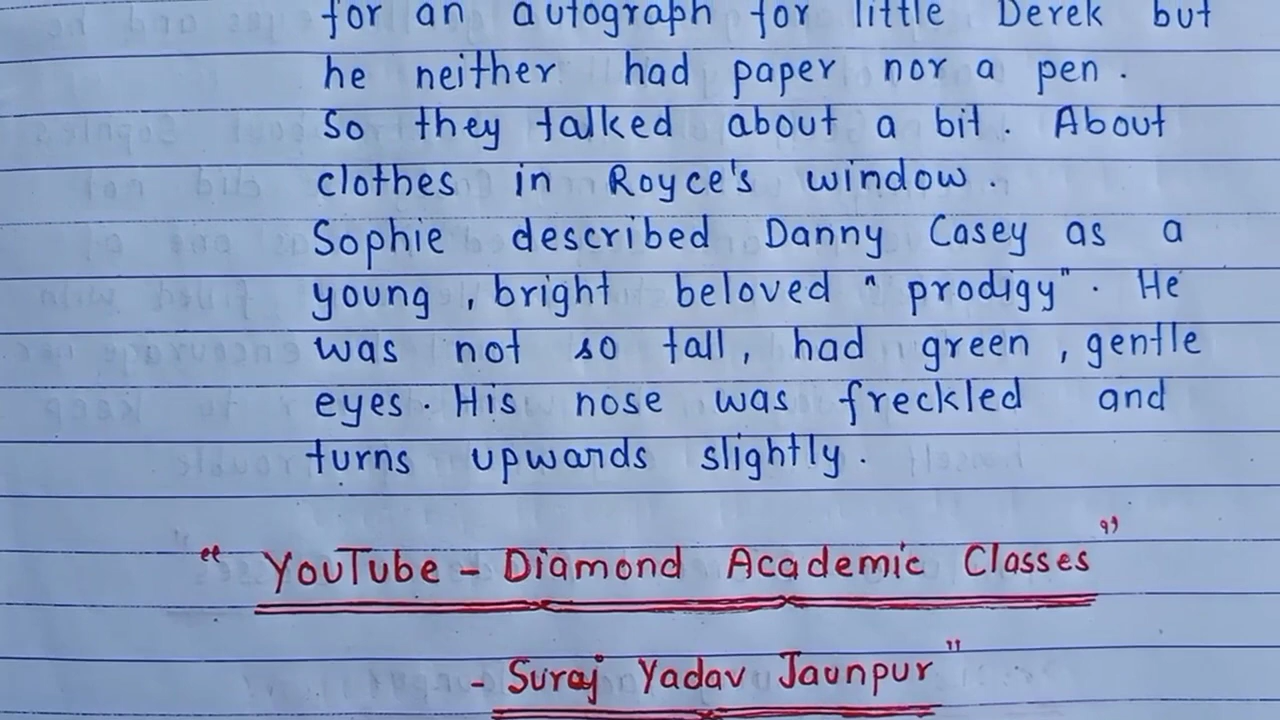 for an autograph for little Derek but
he neither had paper nor a pen.
So they talked about a bit. About
clothes in Royce's window.
Sophie described Danny Casey as a
young, bright beloved "prodigy". He
was not so tall, had green, gentle
eyes. His nose was freckled and
turns upwards slightly.
"YouTube - Diamond Academic Classes"
- Suraj Yadav Jaunpur"